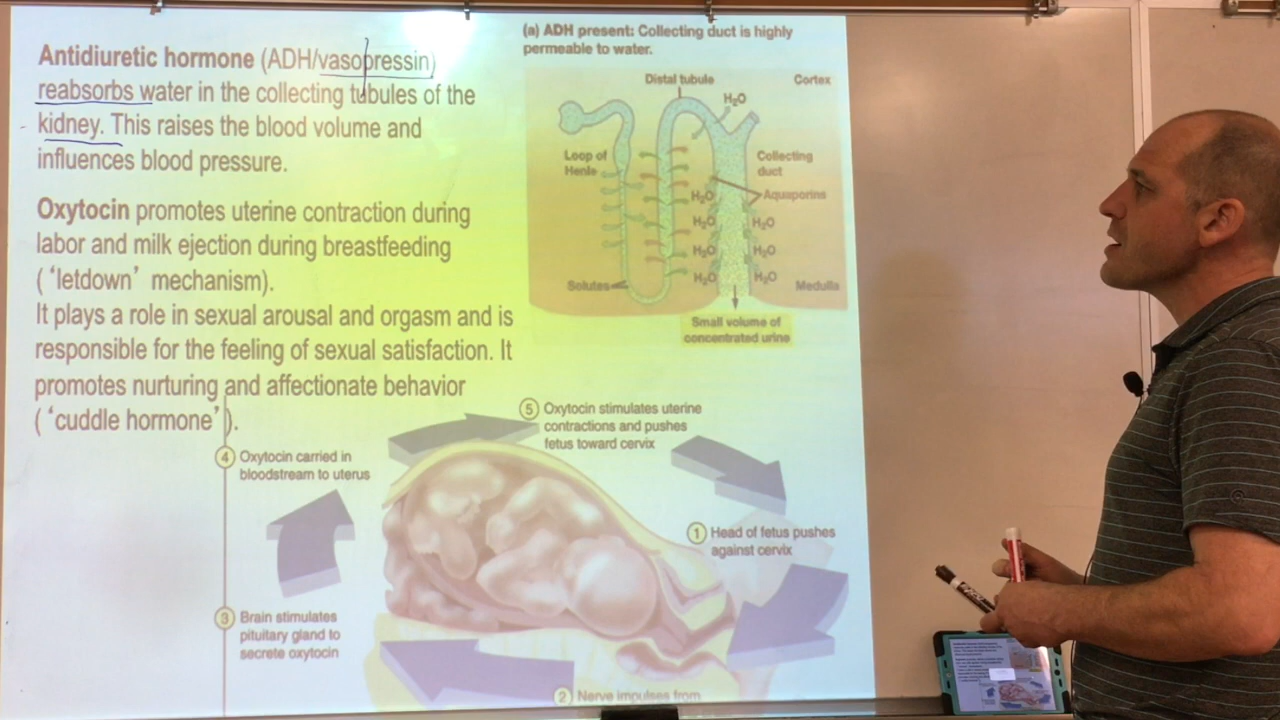 Antidiuretic hormone (ADH/vasopressin)
reabsorbs water in the collecting tubules of the
kidney. This raises the blood volume and
influences blood pressure.
Oxytocin promotes uterine contraction during
labor and milk ejection during breastfeeding
(‘letdown’ mechanism).
It plays a role in sexual arousal and orgasm and is
responsible for the feeling of sexual satisfaction. It
promotes nurturing and affectionate behavior
(‘cuddle hormone’).
(a) ADH present: Collecting duct is highly
permeable to water.
Distal tubule
Cortex
H₂O
Loop of
Henle
Collecting
duct
Aquaporins
H₂O
H₂O
H₂O
H₂O
H₂O
H₂O
H₂O
Solutes
Medulla
Small volume of
concentrated urine
5 Oxytocin stimulates uterine
contractions and pushes
fetus toward cervix
4 Oxytocin carried in
bloodstream to uterus
1 Head of fetus pushes
against cervix
3 Brain stimulates
pituitary gland to
secrete oxytocin
2 Nerve impulses from